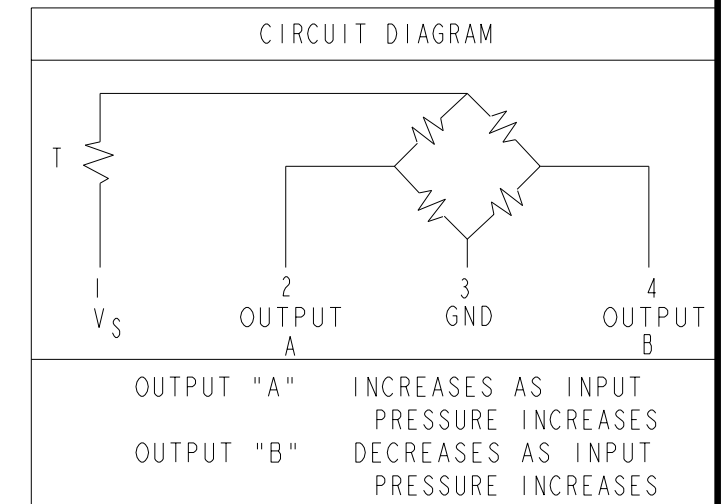 CIRCUIT DIAGRAM
T
1 2 3 4
VS OUTPUT GND OUTPUT
A B
OUTPUT "A" INCREASES AS INPUT
PRESSURE INCREASES
OUTPUT "B" DECREASES AS INPUT
PRESSURE INCREASES